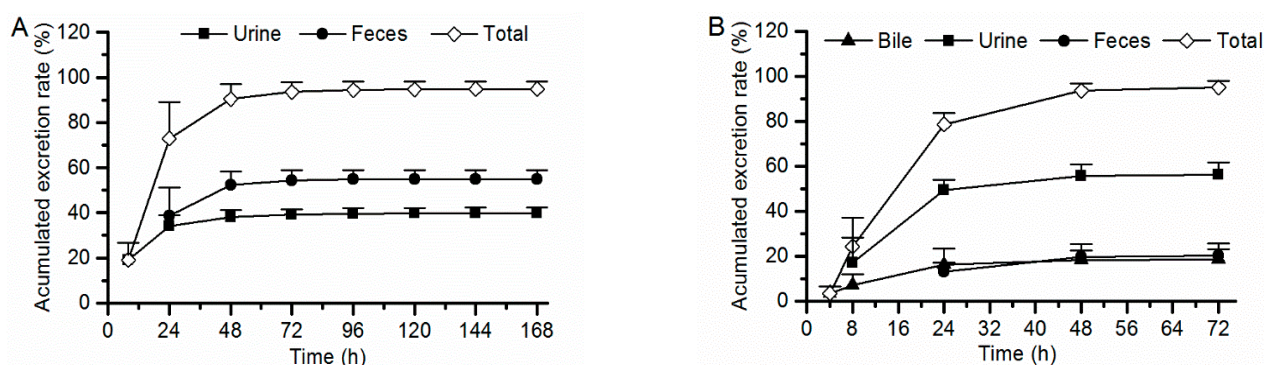 A
Urine Feces Total
Acumulated excretion rate (%)
120
100
80
60
40
20
0
0 24 48 72 96 120 144 168
Time (h)
B
Bile Urine Feces Total
Acumulated excretion rate (%)
120
100
80
60
40
20
0
0 8 16 24 32 40 48 56 64 72
Time (h)